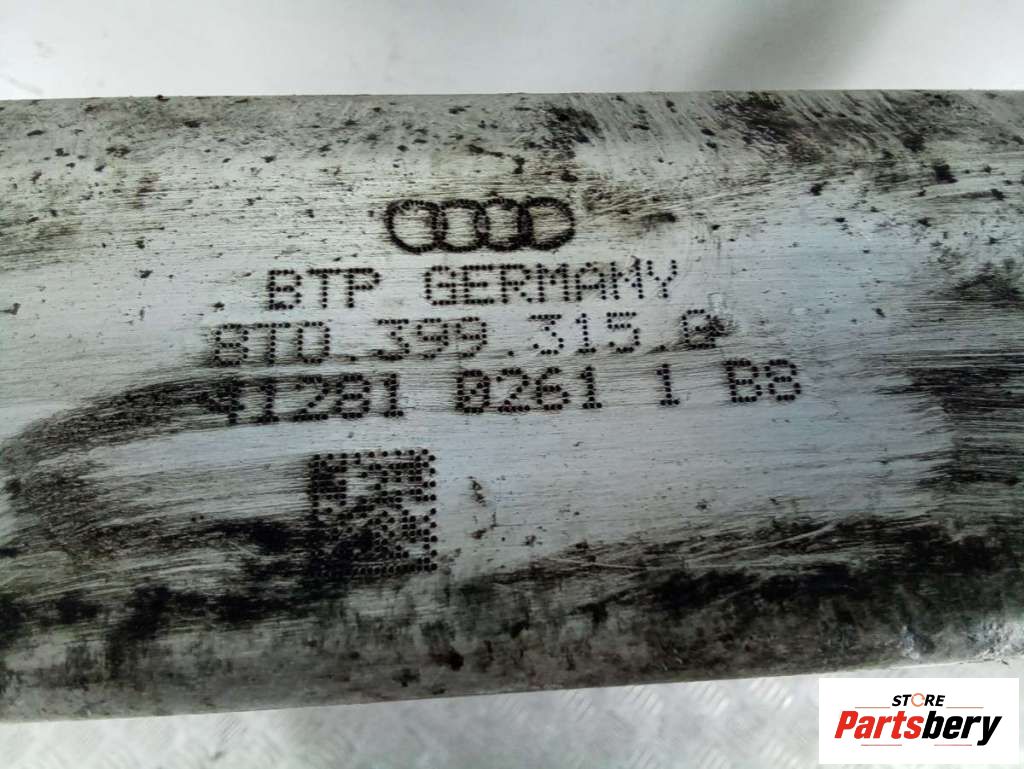 BTP GERMANY
8T0.399.315.G
41281 0261 1 B8
STORE
Partsbery